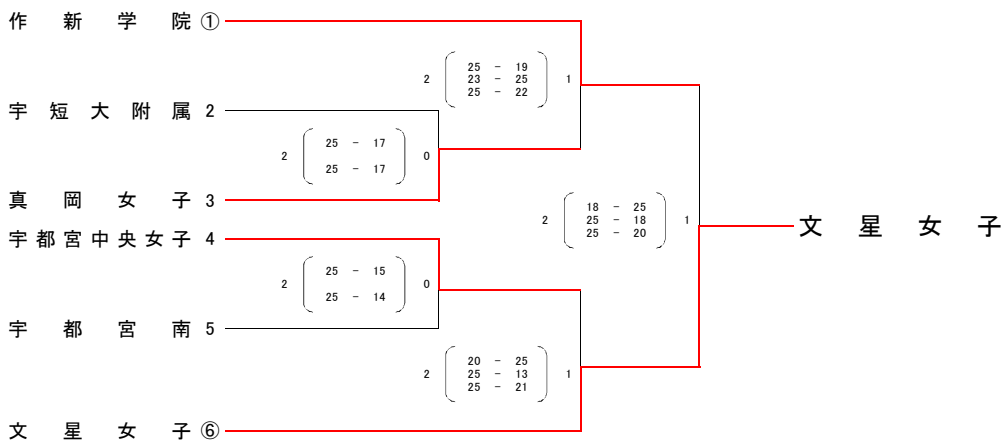 作新学院 ①
2 25 - 19 1
23 - 25
25 - 22
宇短大附属 2
2 25 - 17 0
25 - 17
真岡女子 3
2 18 - 25 1
25 - 18
25 - 20
文星女子
宇都宮中央女子 4
2 25 - 15 0
25 - 14
宇都宮南 5
2 20 - 25 1
25 - 13
25 - 21
文星女子 ⑥